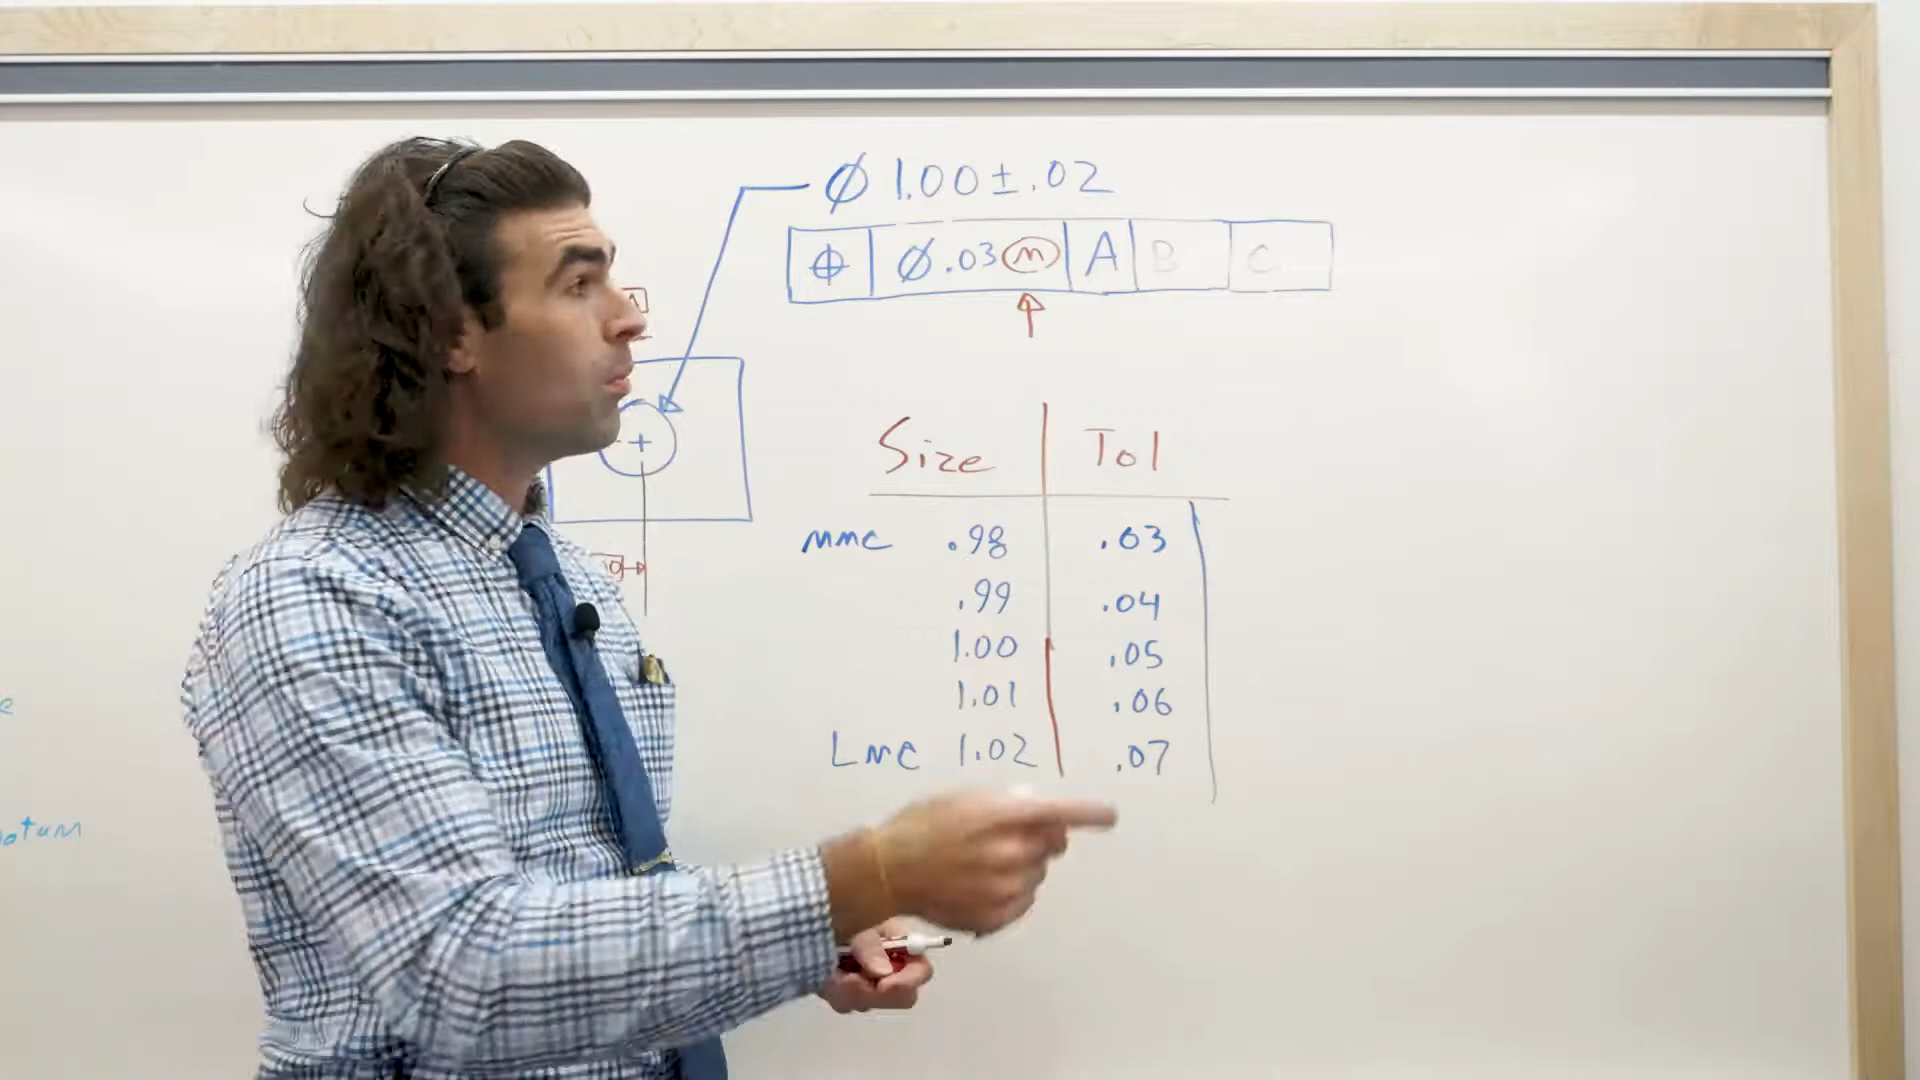 Ø 1.00 ± .02
⌖ Ø .03 Ⓜ A B C
A
Size Tol
MMC .98 .03
.99 .04
1.00 .05
1.01 .06
LMC 1.02 .07